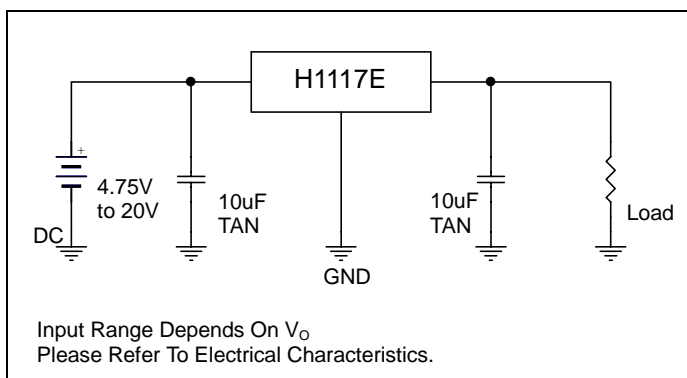 H1117E
+
4.75V
to 20V
DC
10uF
TAN
GND
10uF
TAN
Load
Input Range Depends On VO
Please Refer To Electrical Characteristics.